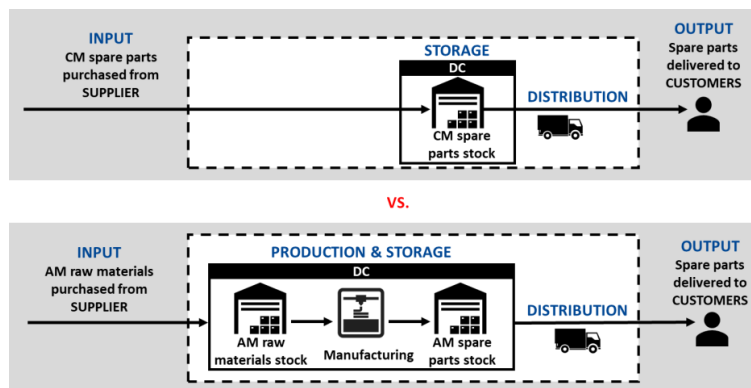 INPUT
CM spare parts
purchased from
SUPPLIER
STORAGE
DC
CM spare
parts stock
DISTRIBUTION
OUTPUT
Spare parts
delivered to
CUSTOMERS
VS.
INPUT
AM raw materials
purchased from
SUPPLIER
PRODUCTION & STORAGE
DC
AM raw
materials stock
Manufacturing
AM spare
parts stock
DISTRIBUTION
OUTPUT
Spare parts
delivered to
CUSTOMERS